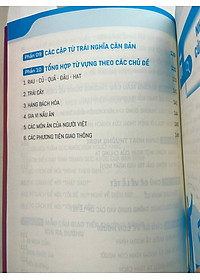 Phần 09 CÁC CẶP TỪ TRÁI NGHĨA CĂN BẢN
Phần 10 TỔNG HỢP TỪ VỰNG THEO CÁC CHỦ ĐỀ
1. RAU - CỦ - QUẢ - ĐẬU - HẠT
2. TRÁI CÂY
3. HÀNG BÁCH HÓA
4. GIA VỊ NẤU ĂN
5. CÁC MÓN ĂN CỦA NGƯỜI VIỆT
6. CÁC PHƯƠNG TIỆN GIAO THÔNG